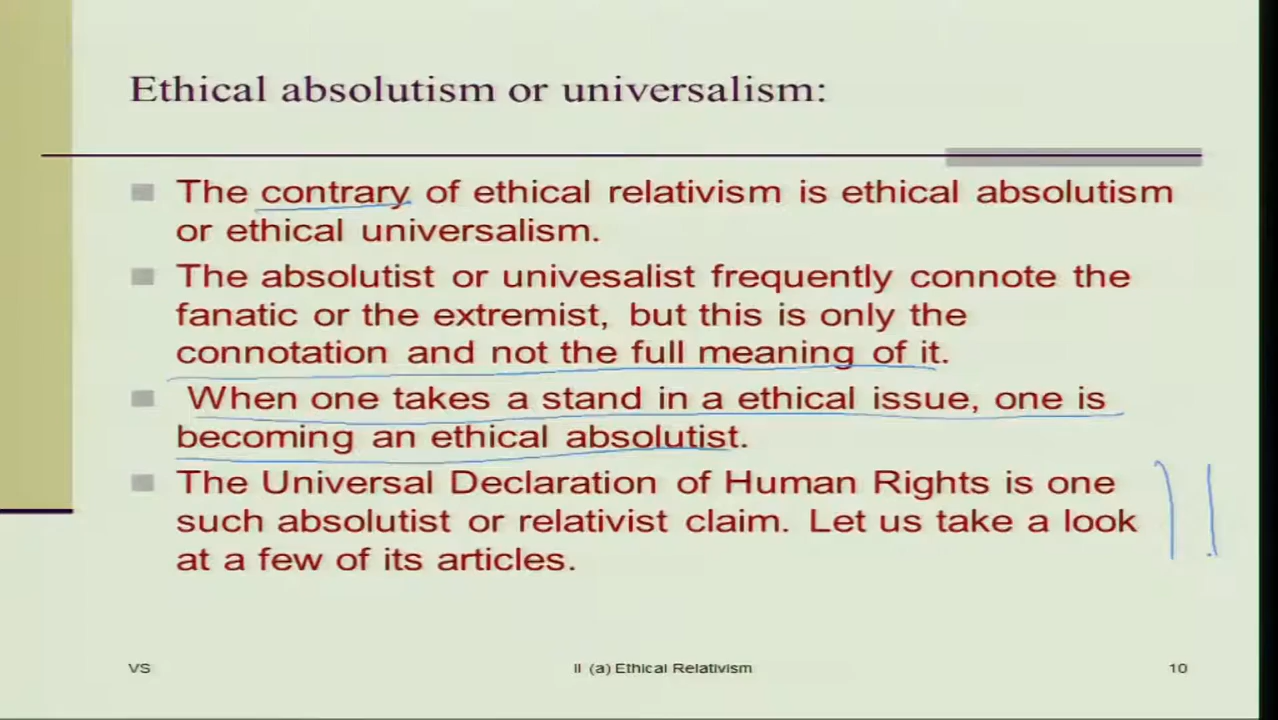 Ethical absolutism or universalism:
The contrary of ethical relativism is ethical absolutism
or ethical universalism.
The absolutist or univesalist frequently connote the
fanatic or the extremist, but this is only the
connotation and not the full meaning of it.
When one takes a stand in a ethical issue, one is
becoming an ethical absolutist.
The Universal Declaration of Human Rights is one
such absolutist or relativist claim. Let us take a look
at a few of its articles.
VS
II (a) Ethical Relativism
10